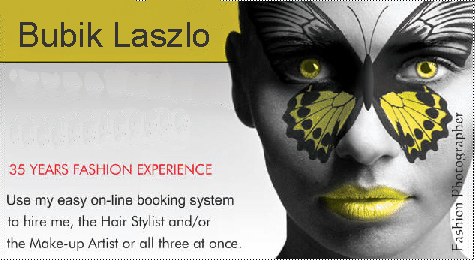 Bubik Laszlo
35 YEARS FASHION EXPERIENCE
Use my easy on-line booking system
to hire me, the Hair Stylist and/or
the Make-up Artist or all three at once.
Fashion Photographer